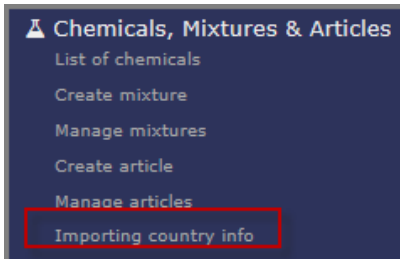 Chemicals, Mixtures & Articles
List of chemicals
Create mixture
Manage mixtures
Create article
Manage articles
Importing country info